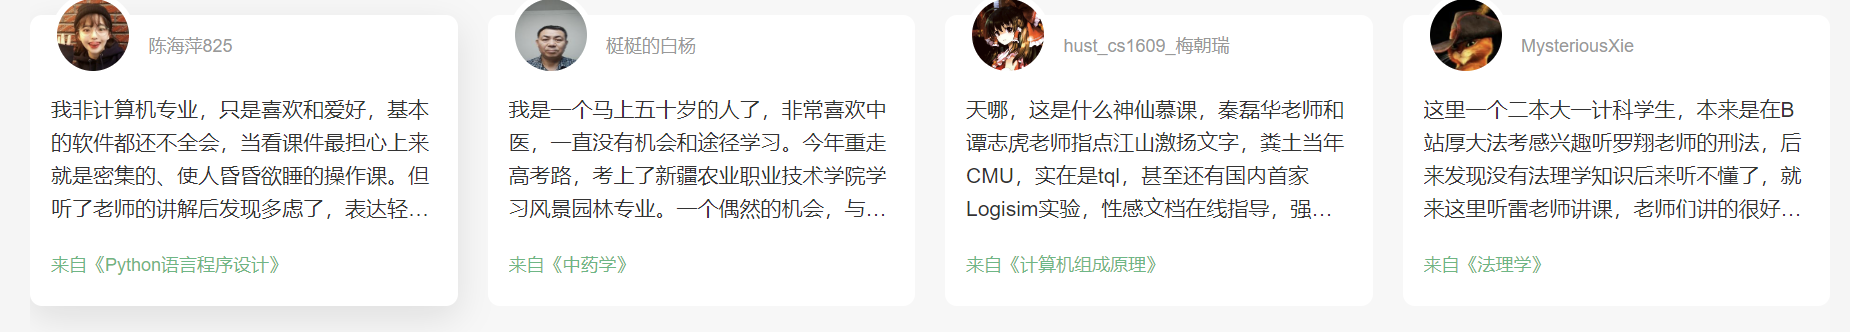 陈海萍825
我非计算机专业，只是喜欢和爱好，基本
的软件都还不全会，当看课件最担心上来
就是密集的、使人昏昏欲睡的操作课。但
听了老师的讲解后发现多虑了，表达轻…
来自《Python语言程序设计》
梃梃的白杨
我是一个马上五十岁的人了，非常喜欢中
医，一直没有机会和途径学习。今年重走
高考路，考上了新疆农业职业技术学院学
习风景园林专业。一个偶然的机会，与…
来自《中药学》
hust_cs1609_梅朝瑞
天哪，这是什么神仙慕课，秦磊华老师和
谭志虎老师指点江山激扬文字，粪土当年
CMU，实在是tql，甚至还有国内首家
Logisim实验，性感文档在线指导，强…
来自《计算机组成原理》
MysteriousXie
这里一个二本大一计科学生，本来是在B
站厚大法考感兴趣听罗翔老师的刑法，后
来发现没有法理学知识后来听不懂了，就
来这里听雷老师讲课，老师们讲的很好…
来自《法理学》